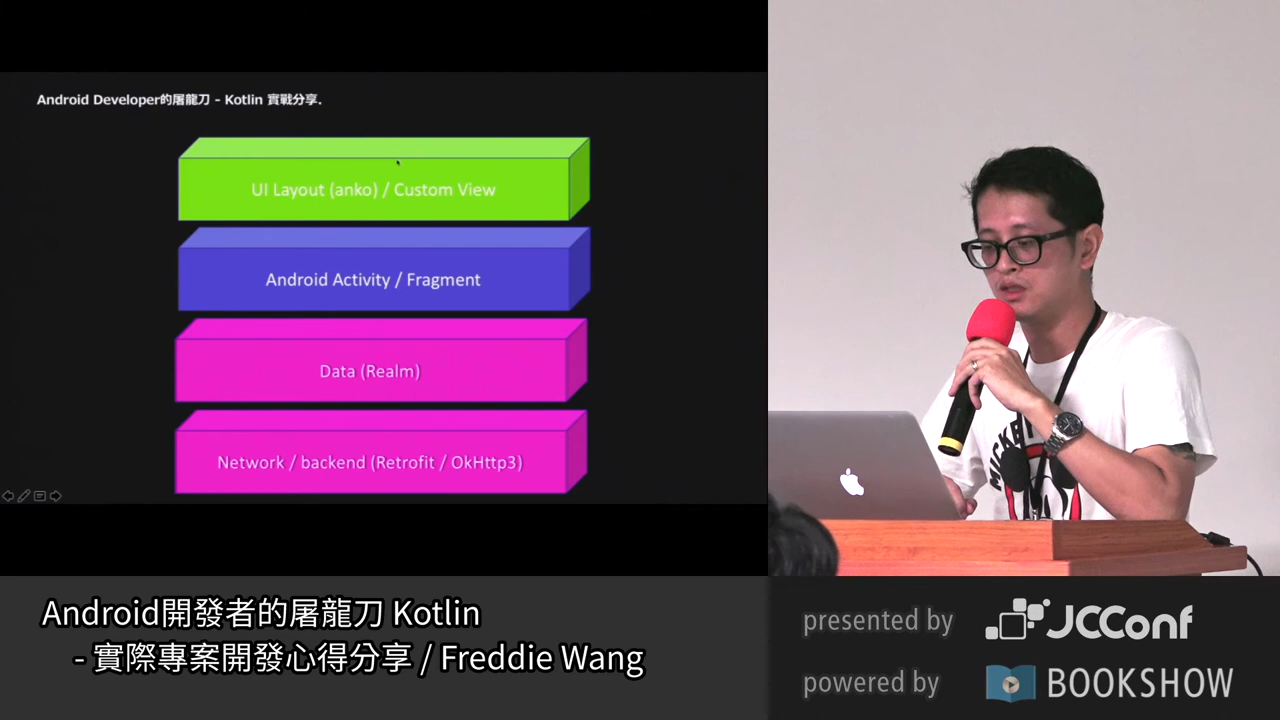 Android Developer的屠龍刀 - Kotlin 實戰分享.
UI Layout (anko) / Custom View
Android Activity / Fragment
Data (Realm)
Network / backend (Retrofit / OkHttp3)
MICKEY
Android開發者的屠龍刀 Kotlin
- 實際專案開發心得分享 / Freddie Wang
presented by JCConf
powered by BOOKSHOW